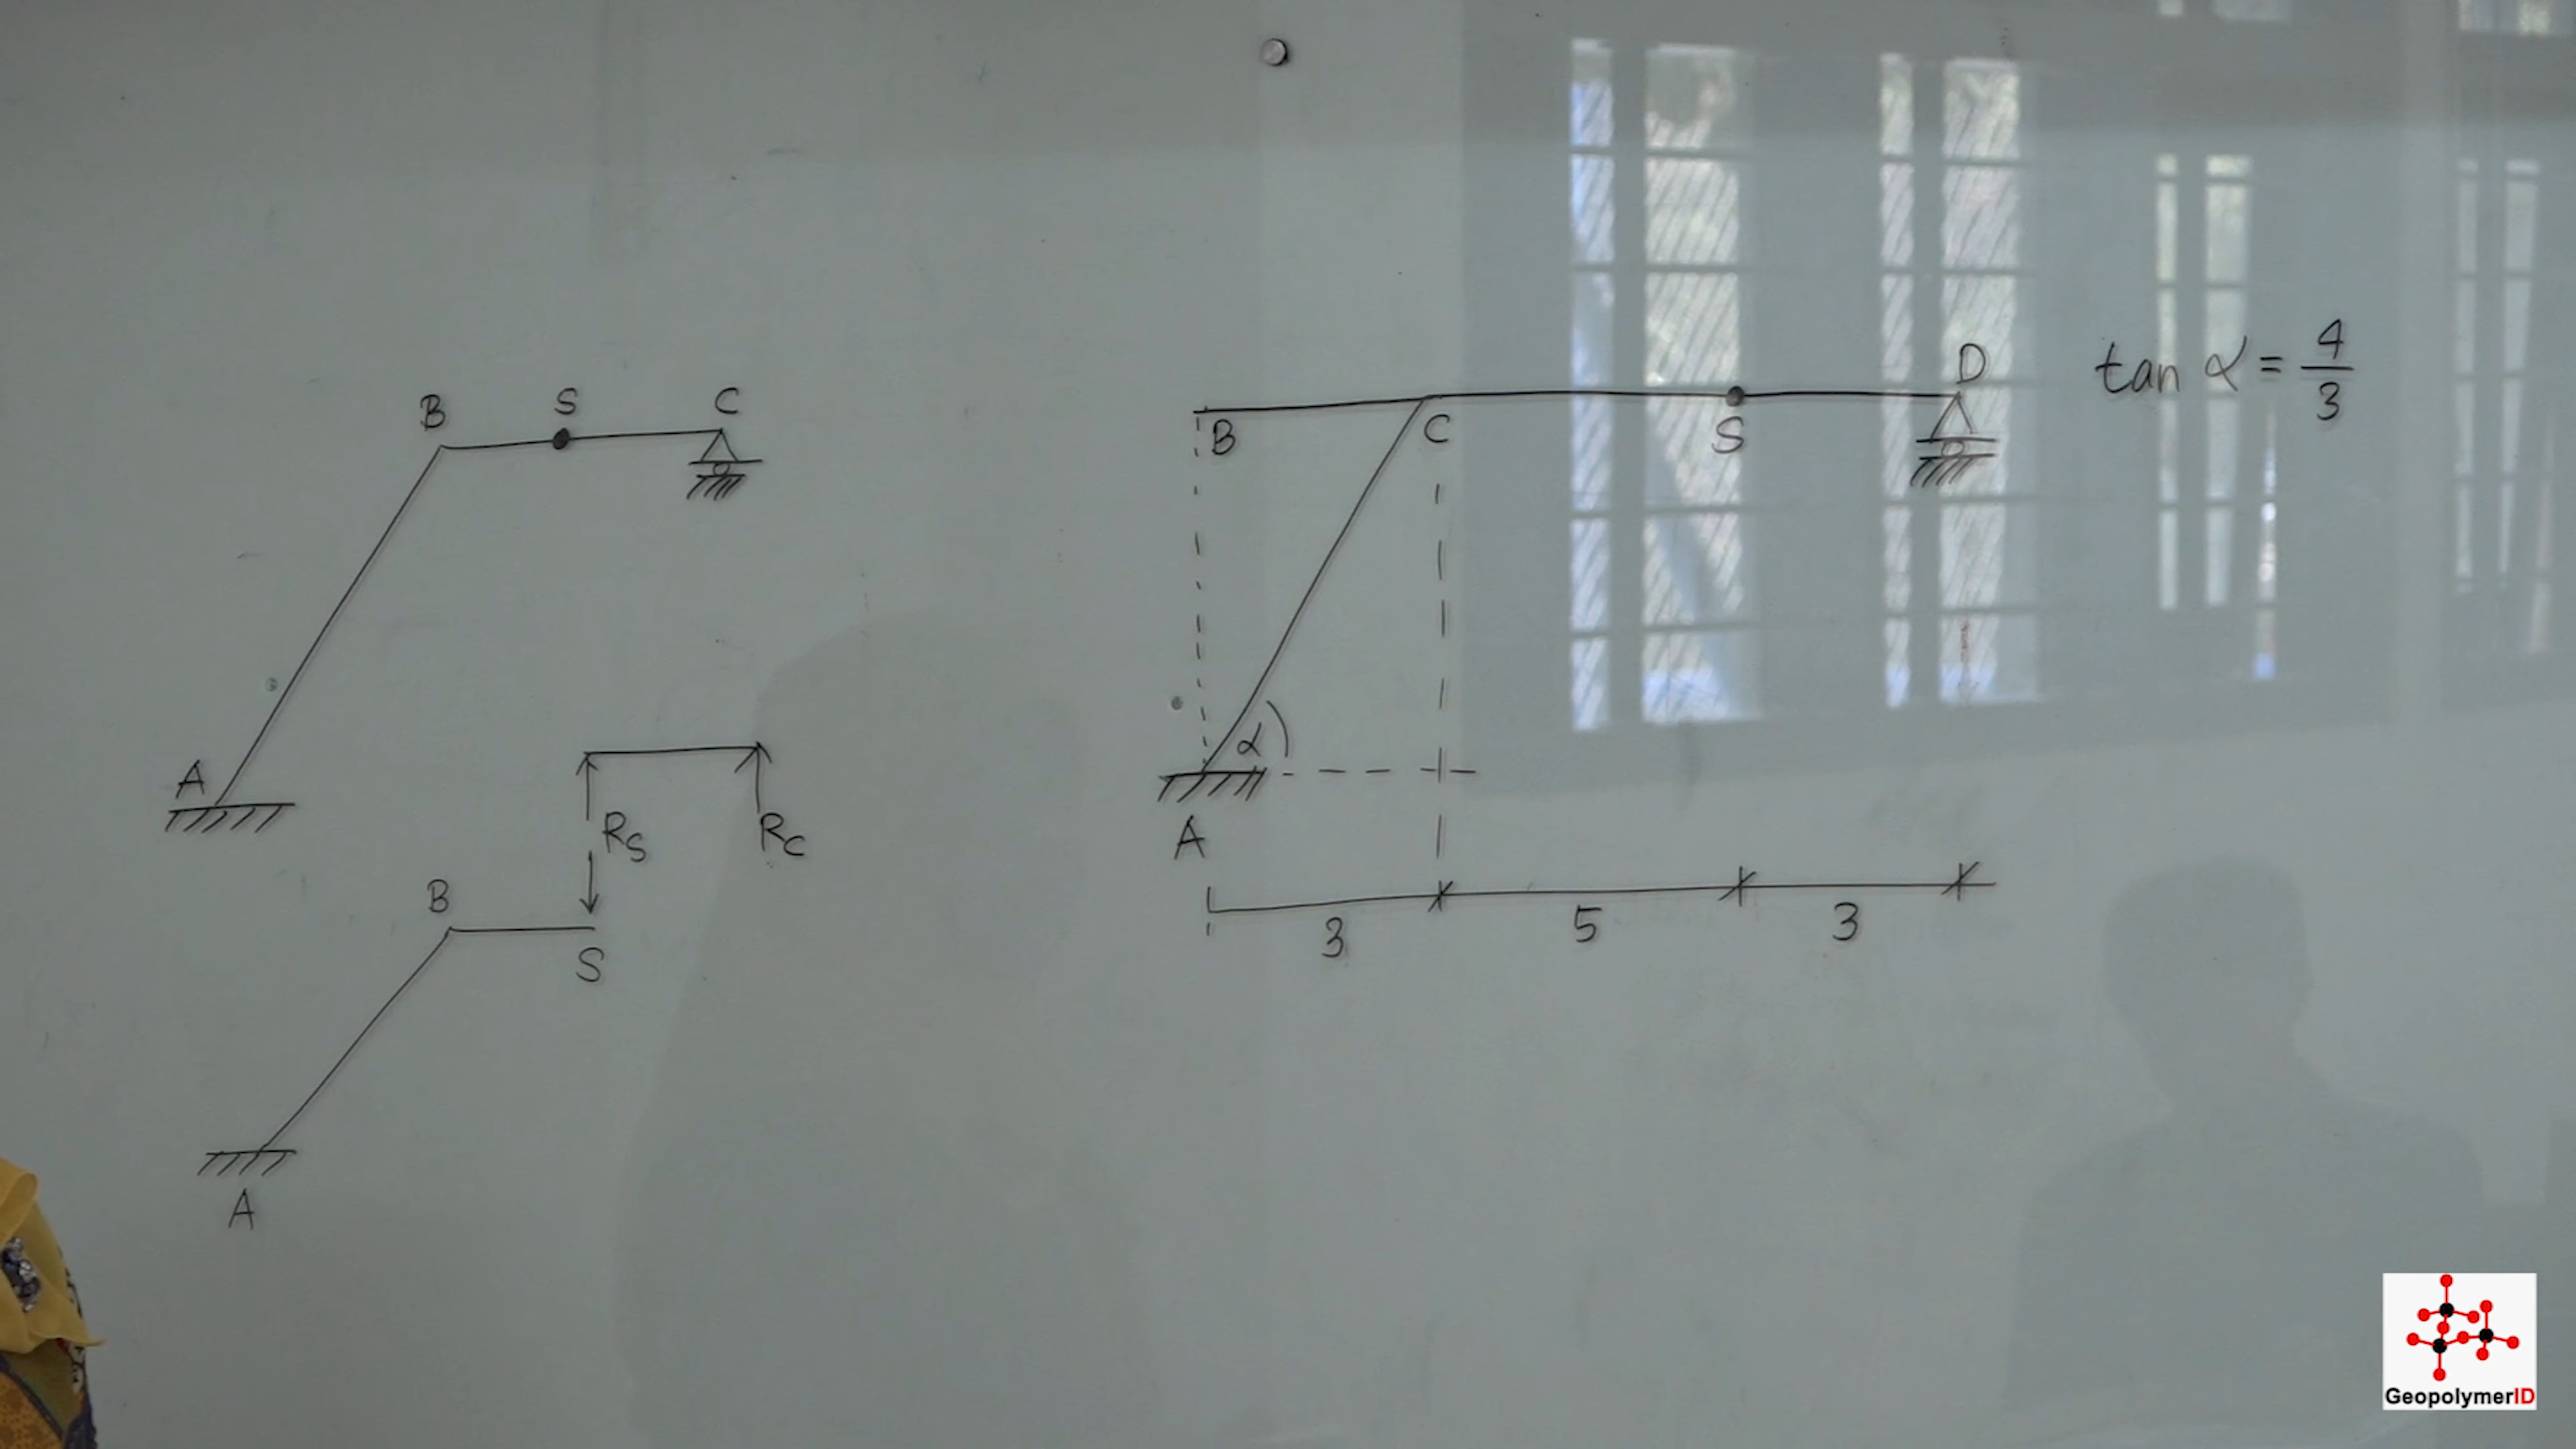 B S C
A
R_S R_C
B
S
A
B C S D
α
A
3 5 3
tan α = 4/3
GeopolymerID